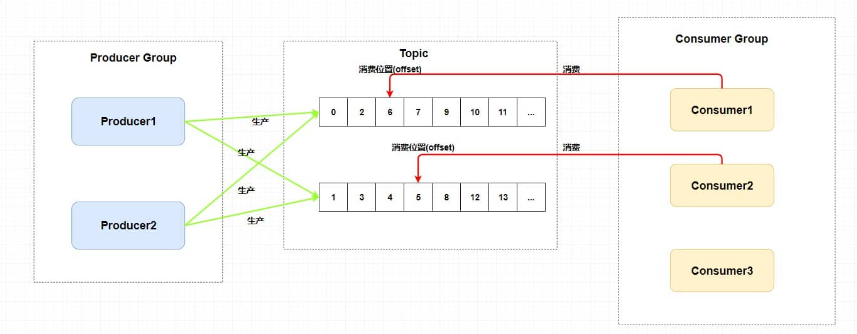 Producer Group
Topic
Consumer Group
Producer1
Producer2
生产
生产
生产
生产
消费位置(offset)
消费
0 2 6 7 9 10 11 ...
消费位置(offset)
消费
1 3 4 5 8 12 13 ...
Consumer1
Consumer2
Consumer3